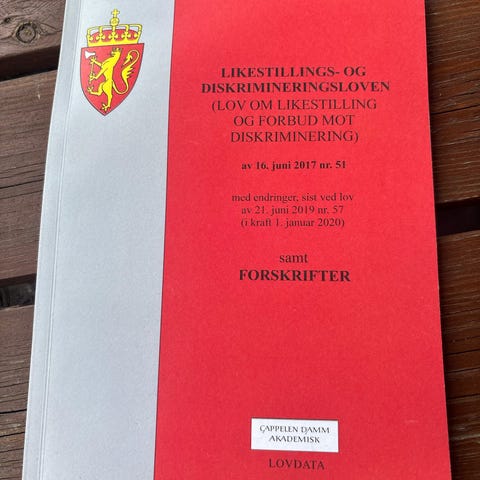 LIKESTILLINGS- OG
DISKRIMINERINGSLOVEN
(LOV OM LIKESTILLING
OG FORBUD MOT
DISKRIMINERING)
av 16. juni 2017 nr. 51
med endringer, sist ved lov
av 21. juni 2019 nr. 57
(i kraft 1. januar 2020)
samt
FORSKRIFTER
CAPPELEN DAMM
AKADEMISK
LOVDATA